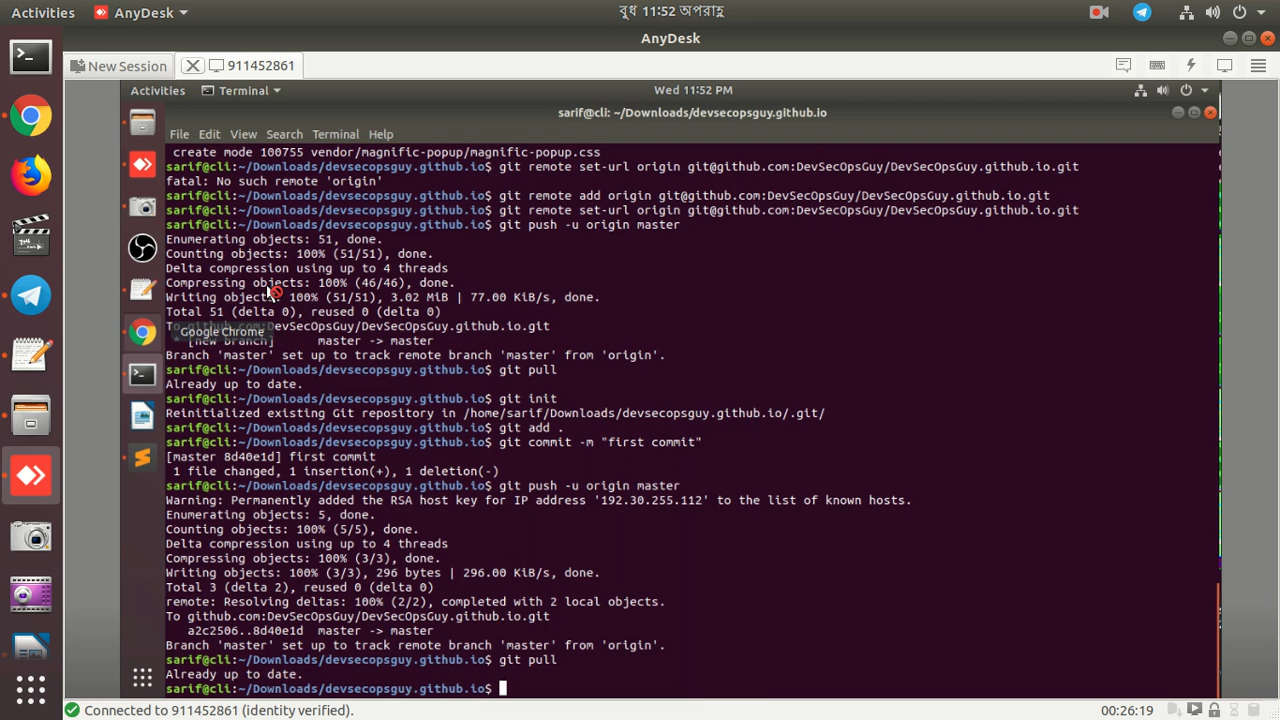 Activities AnyDesk বুধ 11:52 অপরাহ্ণ
AnyDesk
New Session 911452861
Activities Terminal Wed 11:52 PM
sarif@cli: ~/Downloads/devsecopsguy.github.io
File Edit View Search Terminal Help
create mode 100755 vendor/magnific-popup/magnific-popup.css
sarif@cli:~/Downloads/devsecopsguy.github.io$ git remote set-url origin git@github.com:DevSecOpsGuy/DevSecOpsGuy.github.io.git
fatal: No such remote 'origin'
sarif@cli:~/Downloads/devsecopsguy.github.io$ git remote add origin git@github.com:DevSecOpsGuy/DevSecOpsGuy.github.io.git
sarif@cli:~/Downloads/devsecopsguy.github.io$ git remote set-url origin git@github.com:DevSecOpsGuy/DevSecOpsGuy.github.io.git
sarif@cli:~/Downloads/devsecopsguy.github.io$ git push -u origin master
Enumerating objects: 51, done.
Counting objects: 100% (51/51), done.
Delta compression using up to 4 threads
Compressing objects: 100% (46/46), done.
Writing objects: 100% (51/51), 3.02 MiB | 77.00 KiB/s, done.
Total 51 (delta 0), reused 0 (delta 0)
To github.com:DevSecOpsGuy/DevSecOpsGuy.github.io.git
Google Chrome
* [new branch] master -> master
Branch 'master' set up to track remote branch 'master' from 'origin'.
sarif@cli:~/Downloads/devsecopsguy.github.io$ git pull
Already up to date.
sarif@cli:~/Downloads/devsecopsguy.github.io$ git init
Reinitialized existing Git repository in /home/sarif/Downloads/devsecopsguy.github.io/.git/
sarif@cli:~/Downloads/devsecopsguy.github.io$ git add .
sarif@cli:~/Downloads/devsecopsguy.github.io$ git commit -m "first commit"
[master 8d40e1d] first commit
1 file changed, 1 insertion(+), 1 deletion(-)
sarif@cli:~/Downloads/devsecopsguy.github.io$ git push -u origin master
Warning: Permanently added the RSA host key for IP address '192.30.255.112' to the list of known hosts.
Enumerating objects: 5, done.
Counting objects: 100% (5/5), done.
Delta compression using up to 4 threads
Compressing objects: 100% (3/3), done.
Writing objects: 100% (3/3), 296 bytes | 296.00 KiB/s, done.
Total 3 (delta 2), reused 0 (delta 0)
remote: Resolving deltas: 100% (2/2), completed with 2 local objects.
To github.com:DevSecOpsGuy/DevSecOpsGuy.github.io.git
a2c2506..8d40e1d master -> master
Branch 'master' set up to track remote branch 'master' from 'origin'.
sarif@cli:~/Downloads/devsecopsguy.github.io$ git pull
Already up to date.
sarif@cli:~/Downloads/devsecopsguy.github.io$
Connected to 911452861 (identity verified). 00:26:19